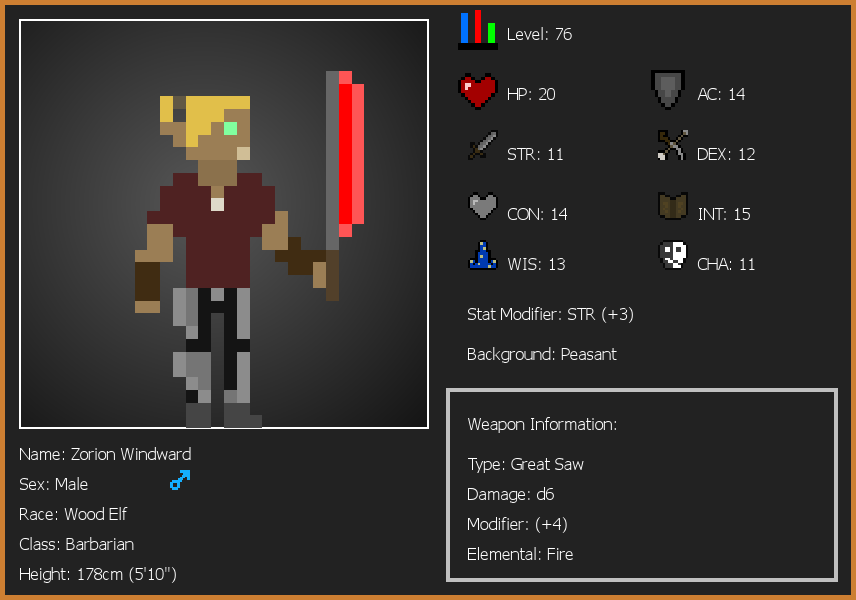 Level: 76
HP: 20
AC: 14
STR: 11
DEX: 12
CON: 14
INT: 15
WIS: 13
CHA: 11
Stat Modifier: STR (+3)
Background: Peasant
Weapon Information:
Type: Great Saw
Damage: d6
Modifier: (+4)
Elemental: Fire
Name: Zorion Windward
Sex: Male
Race: Wood Elf
Class: Barbarian
Height: 178cm (5'10")